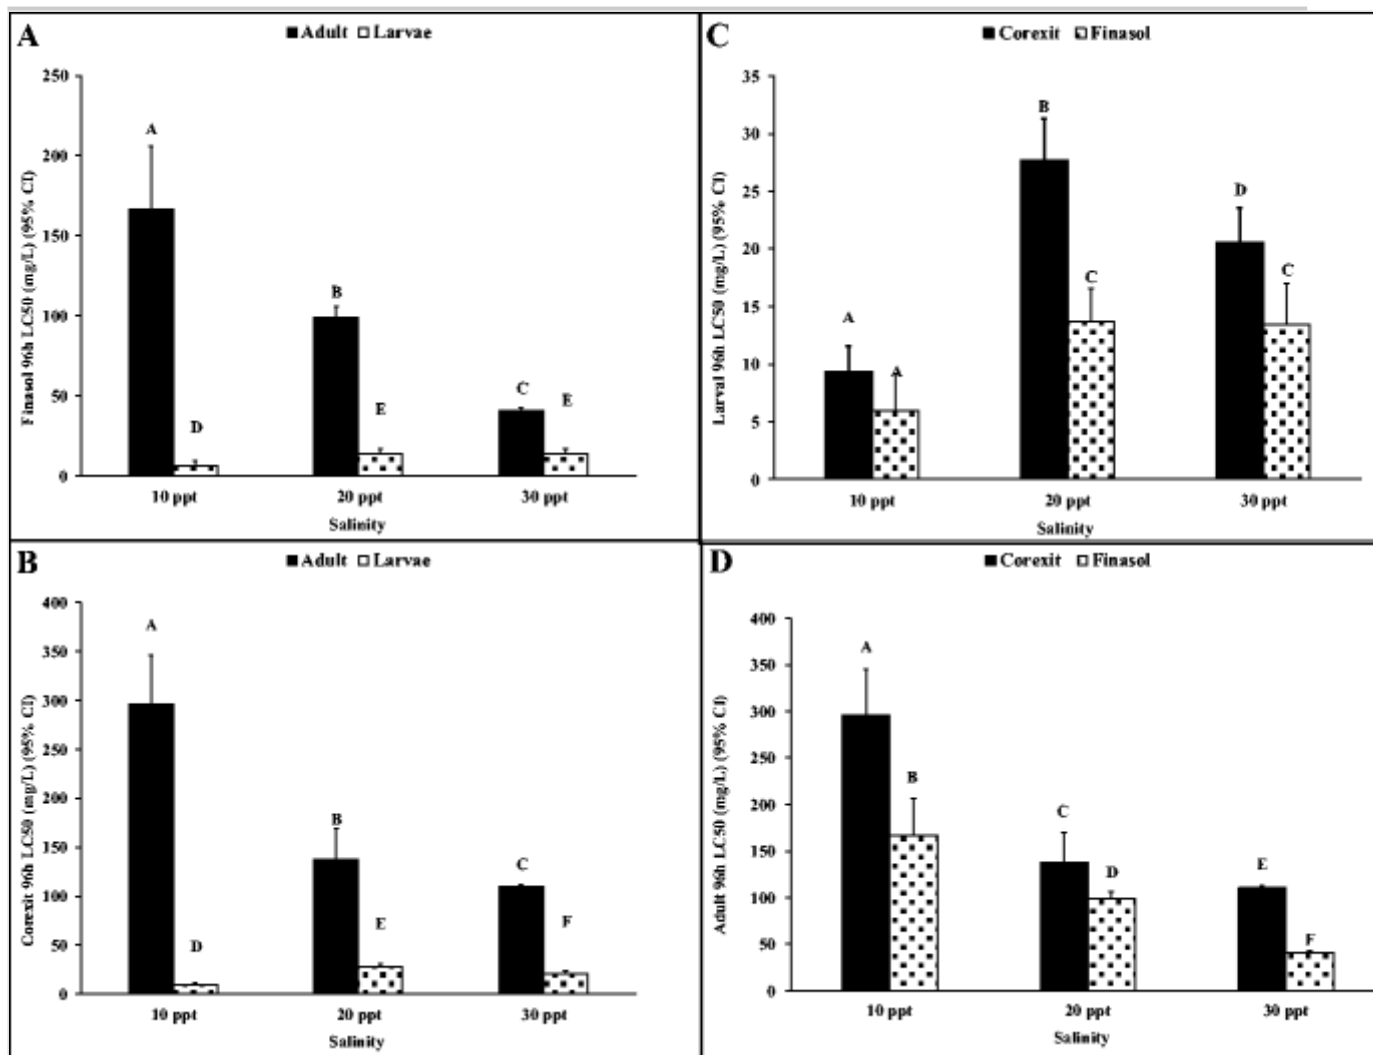 A
Adult Larvae
Finasol 96h LC50 (mg/L) (95% CI)
250
200
150
100
50
0
A
B
C
D
E
E
10 ppt 20 ppt 30 ppt
Salinity
B
Adult Larvae
Corexit 96h LC50 (mg/L) (95% CI)
400
350
300
250
200
150
100
50
0
A
B
C
D
E
F
10 ppt 20 ppt 30 ppt
Salinity
C
Corexit Finasol
Larval 96h LC50 (mg/L) (95% CI)
35
30
25
20
15
10
5
0
A
A
B
C
D
C
10 ppt 20 ppt 30 ppt
Salinity
D
Corexit Finasol
Adult 96h LC50 (mg/L) (95% CI)
400
350
300
250
200
150
100
50
0
A
B
C
D
E
F
10 ppt 20 ppt 30 ppt
Salinity